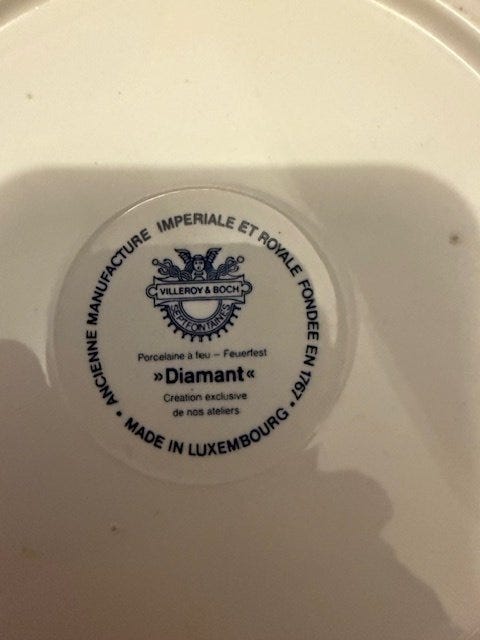 ANCIENNE MANUFACTURE IMPERIALE ET ROYALE FONDEE EN 1767
VILLEROY & BOCH
SEPTFONTAINES
Porcelaine à feu – Feuerfest
»Diamant«
Création exclusive
de nos ateliers
• MADE IN LUXEMBOURG •